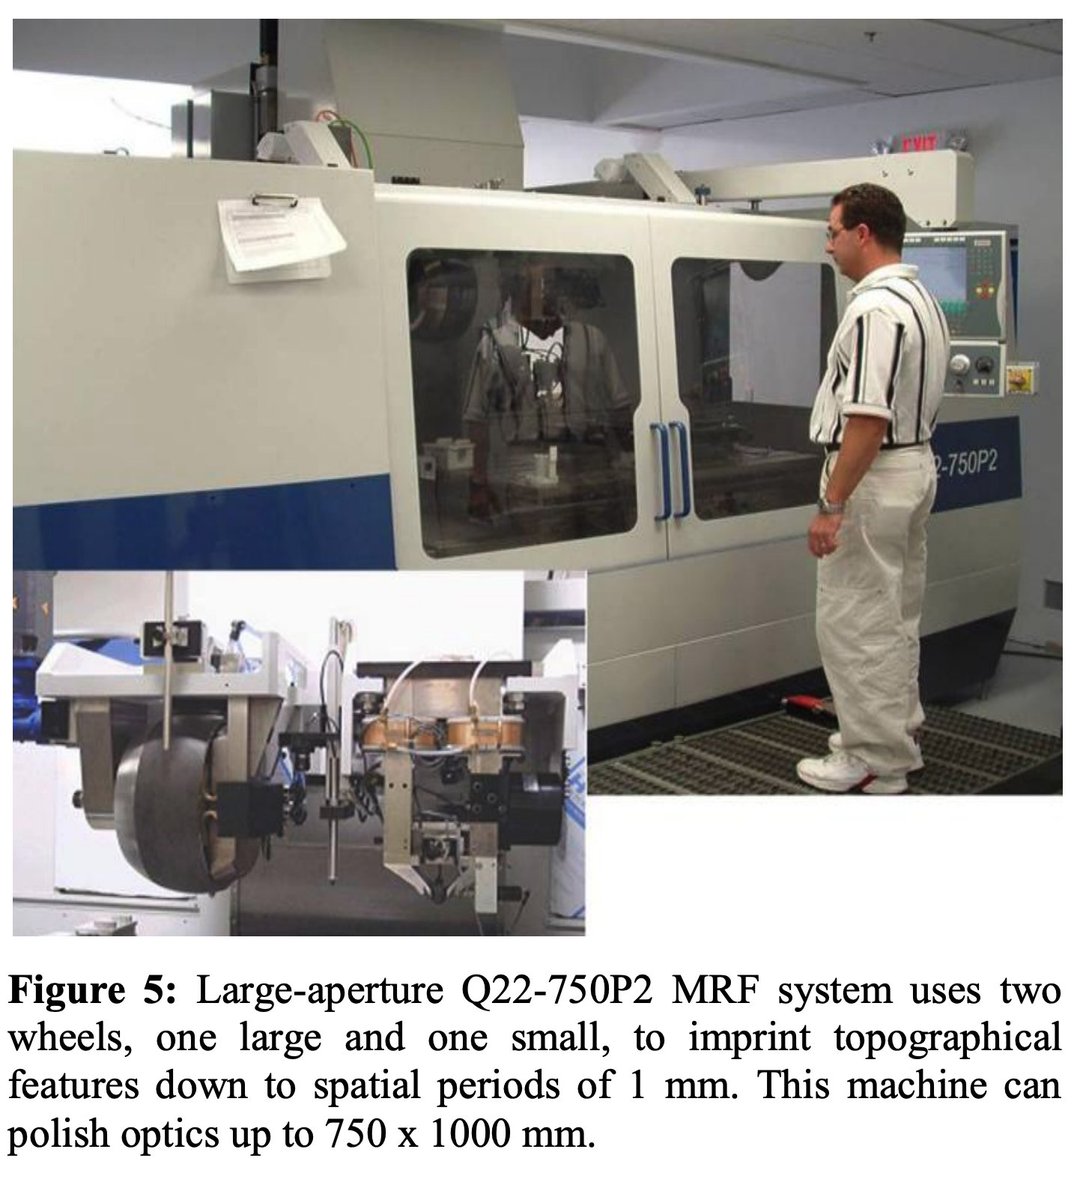 EXIT
2-750P2
Figure 5: Large-aperture Q22-750P2 MRF system uses two
wheels, one large and one small, to imprint topographical
features down to spatial periods of 1 mm. This machine can
polish optics up to 750 x 1000 mm.